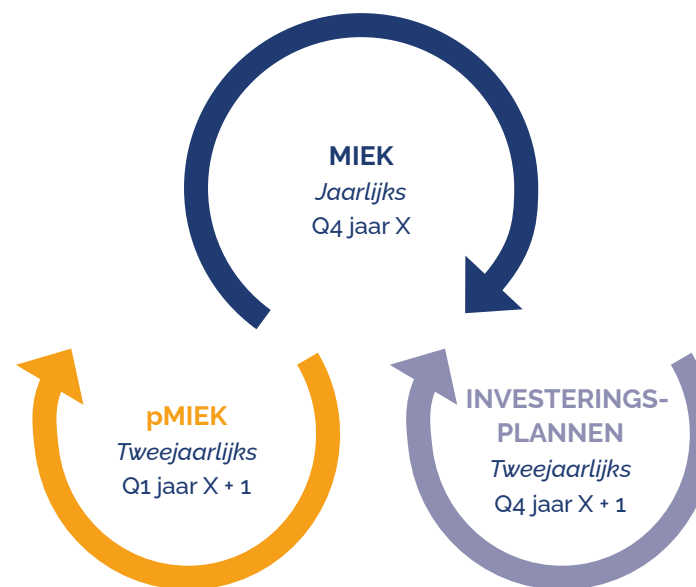 MIEK
Jaarlijks
Q4 jaar X
pMIEK
Tweejaarlijks
Q1 jaar X + 1
INVESTERINGS-
PLANNEN
Tweejaarlijks
Q4 jaar X + 1